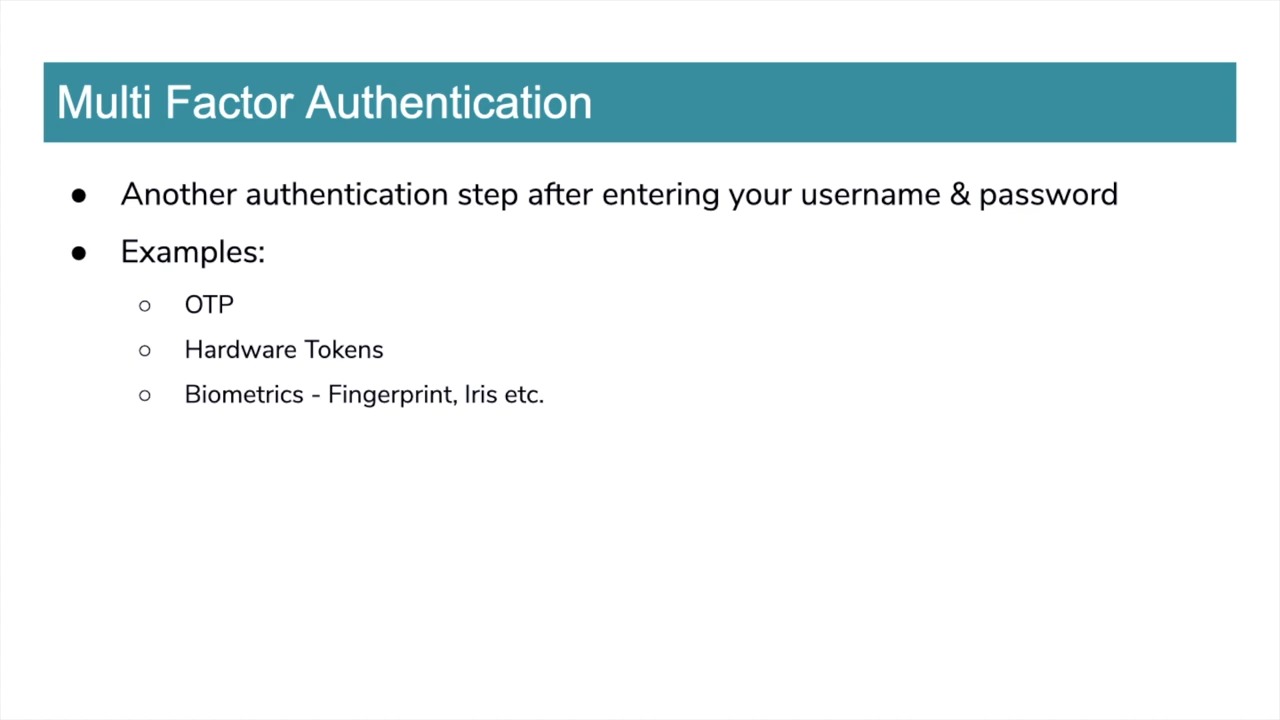 Multi Factor Authentication
● Another authentication step after entering your username & password
● Examples:
○ OTP
○ Hardware Tokens
○ Biometrics - Fingerprint, Iris etc.